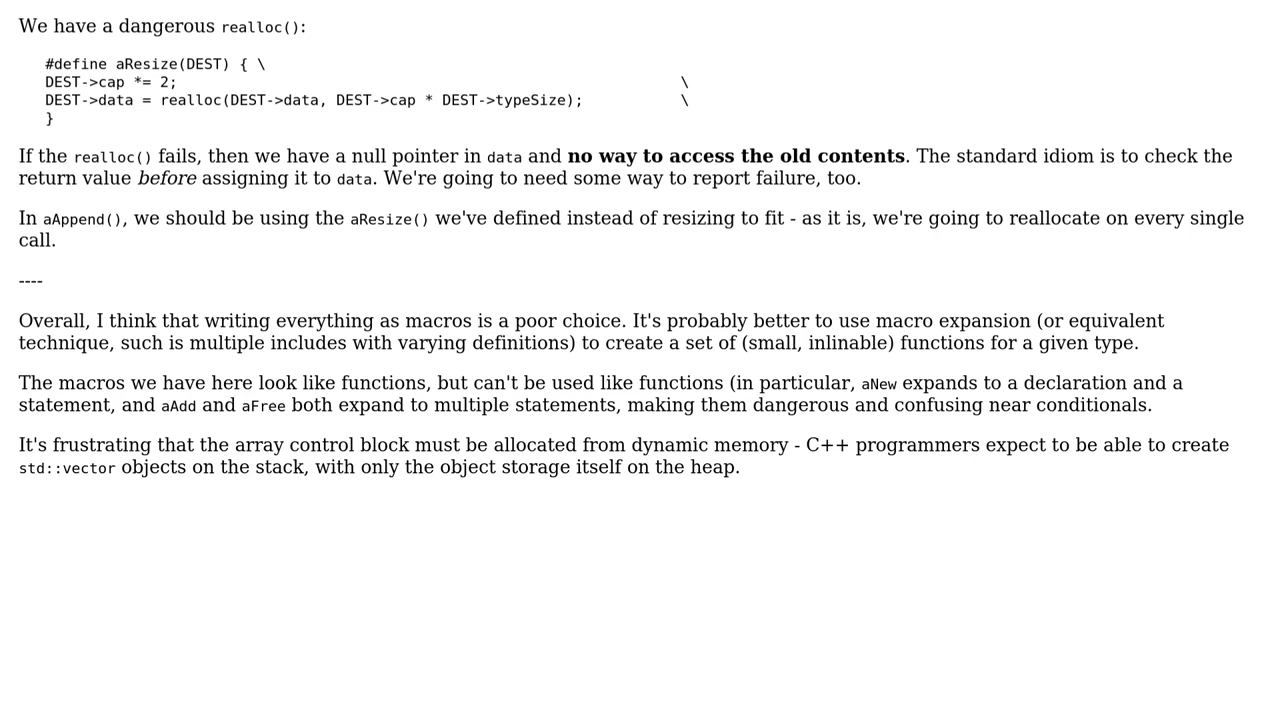 We have a dangerous realloc():
#define aResize(DEST) { \
DEST->cap *= 2; \
DEST->data = realloc(DEST->data, DEST->cap * DEST->typeSize); \
}
If the realloc() fails, then we have a null pointer in data and no way to access the old contents. The standard idiom is to check the
return value before assigning it to data. We're going to need some way to report failure, too.
In aAppend(), we should be using the aResize() we've defined instead of resizing to fit - as it is, we're going to reallocate on every single
call.
----
Overall, I think that writing everything as macros is a poor choice. It's probably better to use macro expansion (or equivalent
technique, such is multiple includes with varying definitions) to create a set of (small, inlinable) functions for a given type.
The macros we have here look like functions, but can't be used like functions (in particular, aNew expands to a declaration and a
statement, and aAdd and aFree both expand to multiple statements, making them dangerous and confusing near conditionals.
It's frustrating that the array control block must be allocated from dynamic memory - C++ programmers expect to be able to create
std::vector objects on the stack, with only the object storage itself on the heap.